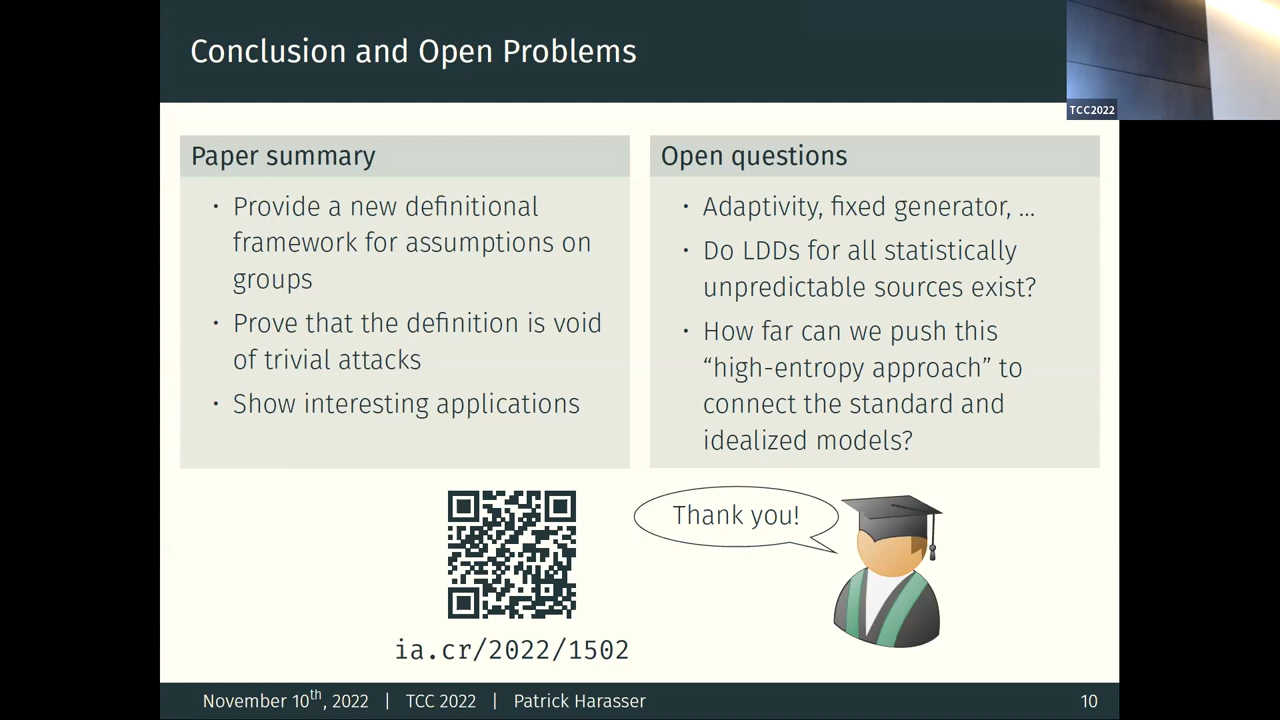 Conclusion and Open Problems
TCC2022
Paper summary
· Provide a new definitional
framework for assumptions on
groups
· Prove that the definition is void
of trivial attacks
· Show interesting applications
Open questions
· Adaptivity, fixed generator, ...
· Do LDDs for all statistically
unpredictable sources exist?
· How far can we push this
“high-entropy approach” to
connect the standard and
idealized models?
Thank you!
ia.cr/2022/1502
November 10th, 2022 | TCC 2022 | Patrick Harasser
10